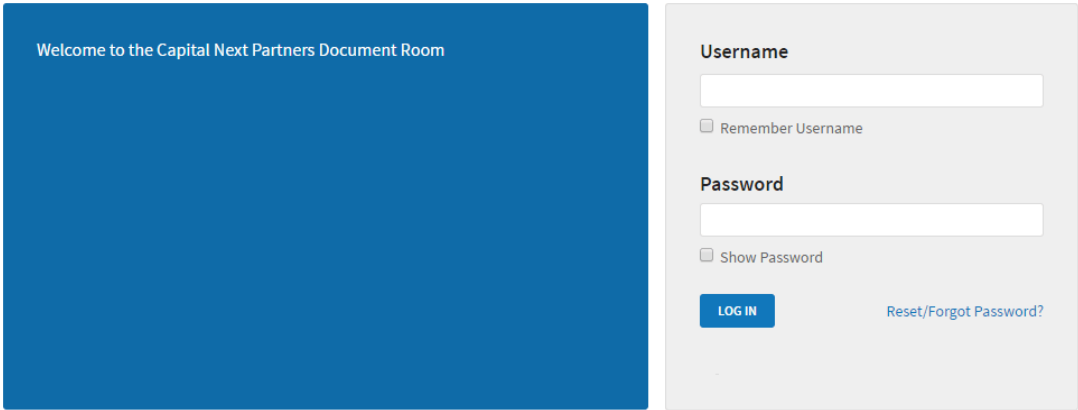 Welcome to the Capital Next Partners Document Room
Username
Remember Username
Password
Show Password
LOG IN
Reset/Forgot Password?